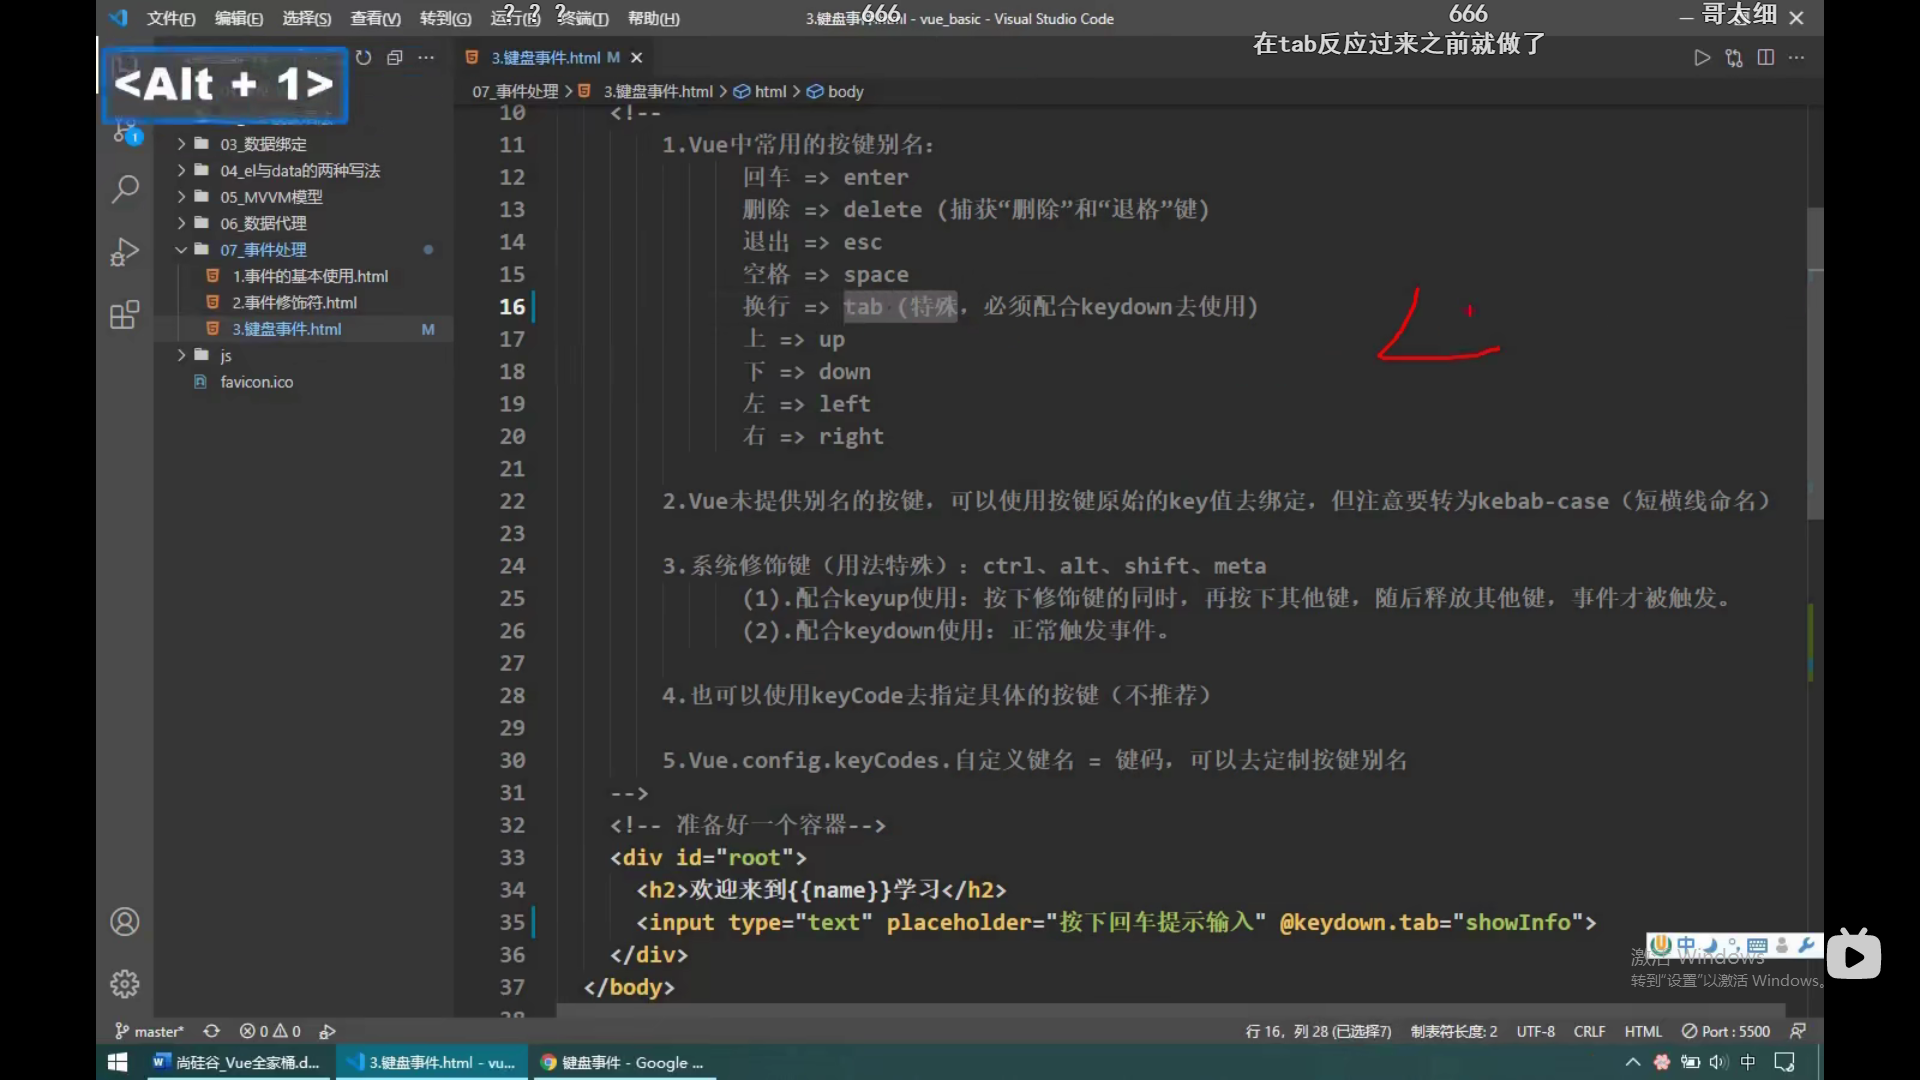 文件(F) 编辑(E) 选择(S) 查看(V) 转到(G) 运行(R) 终端(T) 帮助(H)
3.键盘事件.html - vue_basic - Visual Studio Code
? ? ?
666
666
哥太细
在tab反应过来之前就做了
<Alt + 1>
3.键盘事件.html M
07_事件处理 > 3.键盘事件.html > html > body
03_数据绑定
04_el与data的两种写法
05_MVVM模型
06_数据代理
07_事件处理
1.事件的基本使用.html
2.事件修饰符.html
3.键盘事件.html M
js
favicon.ico
1
10 <!--
11 1.Vue中常用的按键别名:
12 回车 => enter
13 删除 => delete (捕获“删除”和“退格”键)
14 退出 => esc
15 空格 => space
16 换行 => tab (特殊, 必须配合keydown去使用)
17 上 => up
18 下 => down
19 左 => left
20 右 => right
21
22 2.Vue未提供别名的按键，可以使用按键原始的key值去绑定，但注意要转为kebab-case（短横线命名）
23
24 3.系统修饰键（用法特殊）: ctrl、alt、shift、meta
25 (1).配合keyup使用: 按下修饰键的同时，再按下其他键，随后释放其他键，事件才被触发。
26 (2).配合keydown使用: 正常触发事件。
27
28 4.也可以使用keyCode去指定具体的按键（不推荐）
29
30 5.Vue.config.keyCodes.自定义键名 = 键码，可以去定制按键别名
31 -->
32 <!-- 准备好一个容器-->
33 <div id="root">
34 <h2>欢迎来到{{name}}学习</h2>
35 <input type="text" placeholder="按下回车提示输入" @keydown.tab="showInfo">
36 </div>
37 </body>
中
激活 Windows
转到“设置”以激活 Windows。
master* 0 0
行 16，列 28 (已选择7) 制表符长度: 2 UTF-8 CRLF HTML Port : 5500
尚硅谷_Vue全家桶.d... 3.键盘事件.html - vu... 键盘事件 - Google ...
中